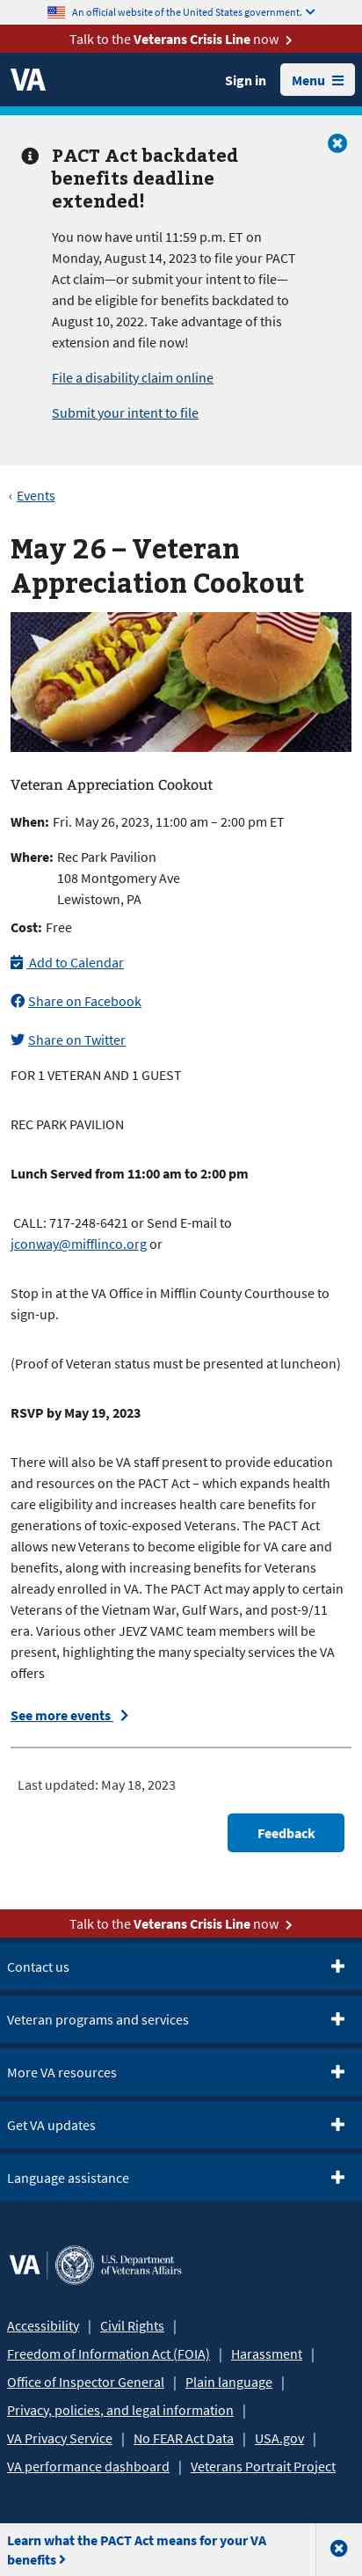 An official website of the United States government.
Talk to the Veterans Crisis Line now
VA
Sign in
Menu
PACT Act backdated
benefits deadline
extended!
You now have until 11:59 p.m. ET on
Monday, August 14, 2023 to file your PACT
Act claim—or submit your intent to file—
and be eligible for benefits backdated to
August 10, 2022. Take advantage of this
extension and file now!
File a disability claim online
Submit your intent to file
‹ Events
May 26 – Veteran
Appreciation Cookout
Veteran Appreciation Cookout
When: Fri. May 26, 2023, 11:00 am – 2:00 pm ET
Where: Rec Park Pavilion
108 Montgomery Ave
Lewistown, PA
Cost: Free
Add to Calendar
Share on Facebook
Share on Twitter
FOR 1 VETERAN AND 1 GUEST
REC PARK PAVILION
Lunch Served from 11:00 am to 2:00 pm
CALL: 717-248-6421 or Send E-mail to
jconway@mifflinco.org or
Stop in at the VA Office in Mifflin County Courthouse to
sign-up.
(Proof of Veteran status must be presented at luncheon)
RSVP by May 19, 2023
There will also be VA staff present to provide education
and resources on the PACT Act – which expands health
care eligibility and increases health care benefits for
generations of toxic-exposed Veterans. The PACT Act
allows new Veterans to become eligible for VA care and
benefits, along with increasing benefits for Veterans
already enrolled in VA. The PACT Act may apply to certain
Veterans of the Vietnam War, Gulf Wars, and post-9/11
era. Various other JEVZ VAMC team members will be
present, highlighting the many specialty services the VA
offers
See more events
Last updated: May 18, 2023
Feedback
Talk to the Veterans Crisis Line now
Contact us
Veteran programs and services
More VA resources
Get VA updates
Language assistance
VA | U.S. Department
of Veterans Affairs
Accessibility | Civil Rights |
Freedom of Information Act (FOIA) | Harassment |
Office of Inspector General | Plain language |
Privacy, policies, and legal information |
VA Privacy Service | No FEAR Act Data | USA.gov |
VA performance dashboard | Veterans Portrait Project
Learn what the PACT Act means for your VA
benefits